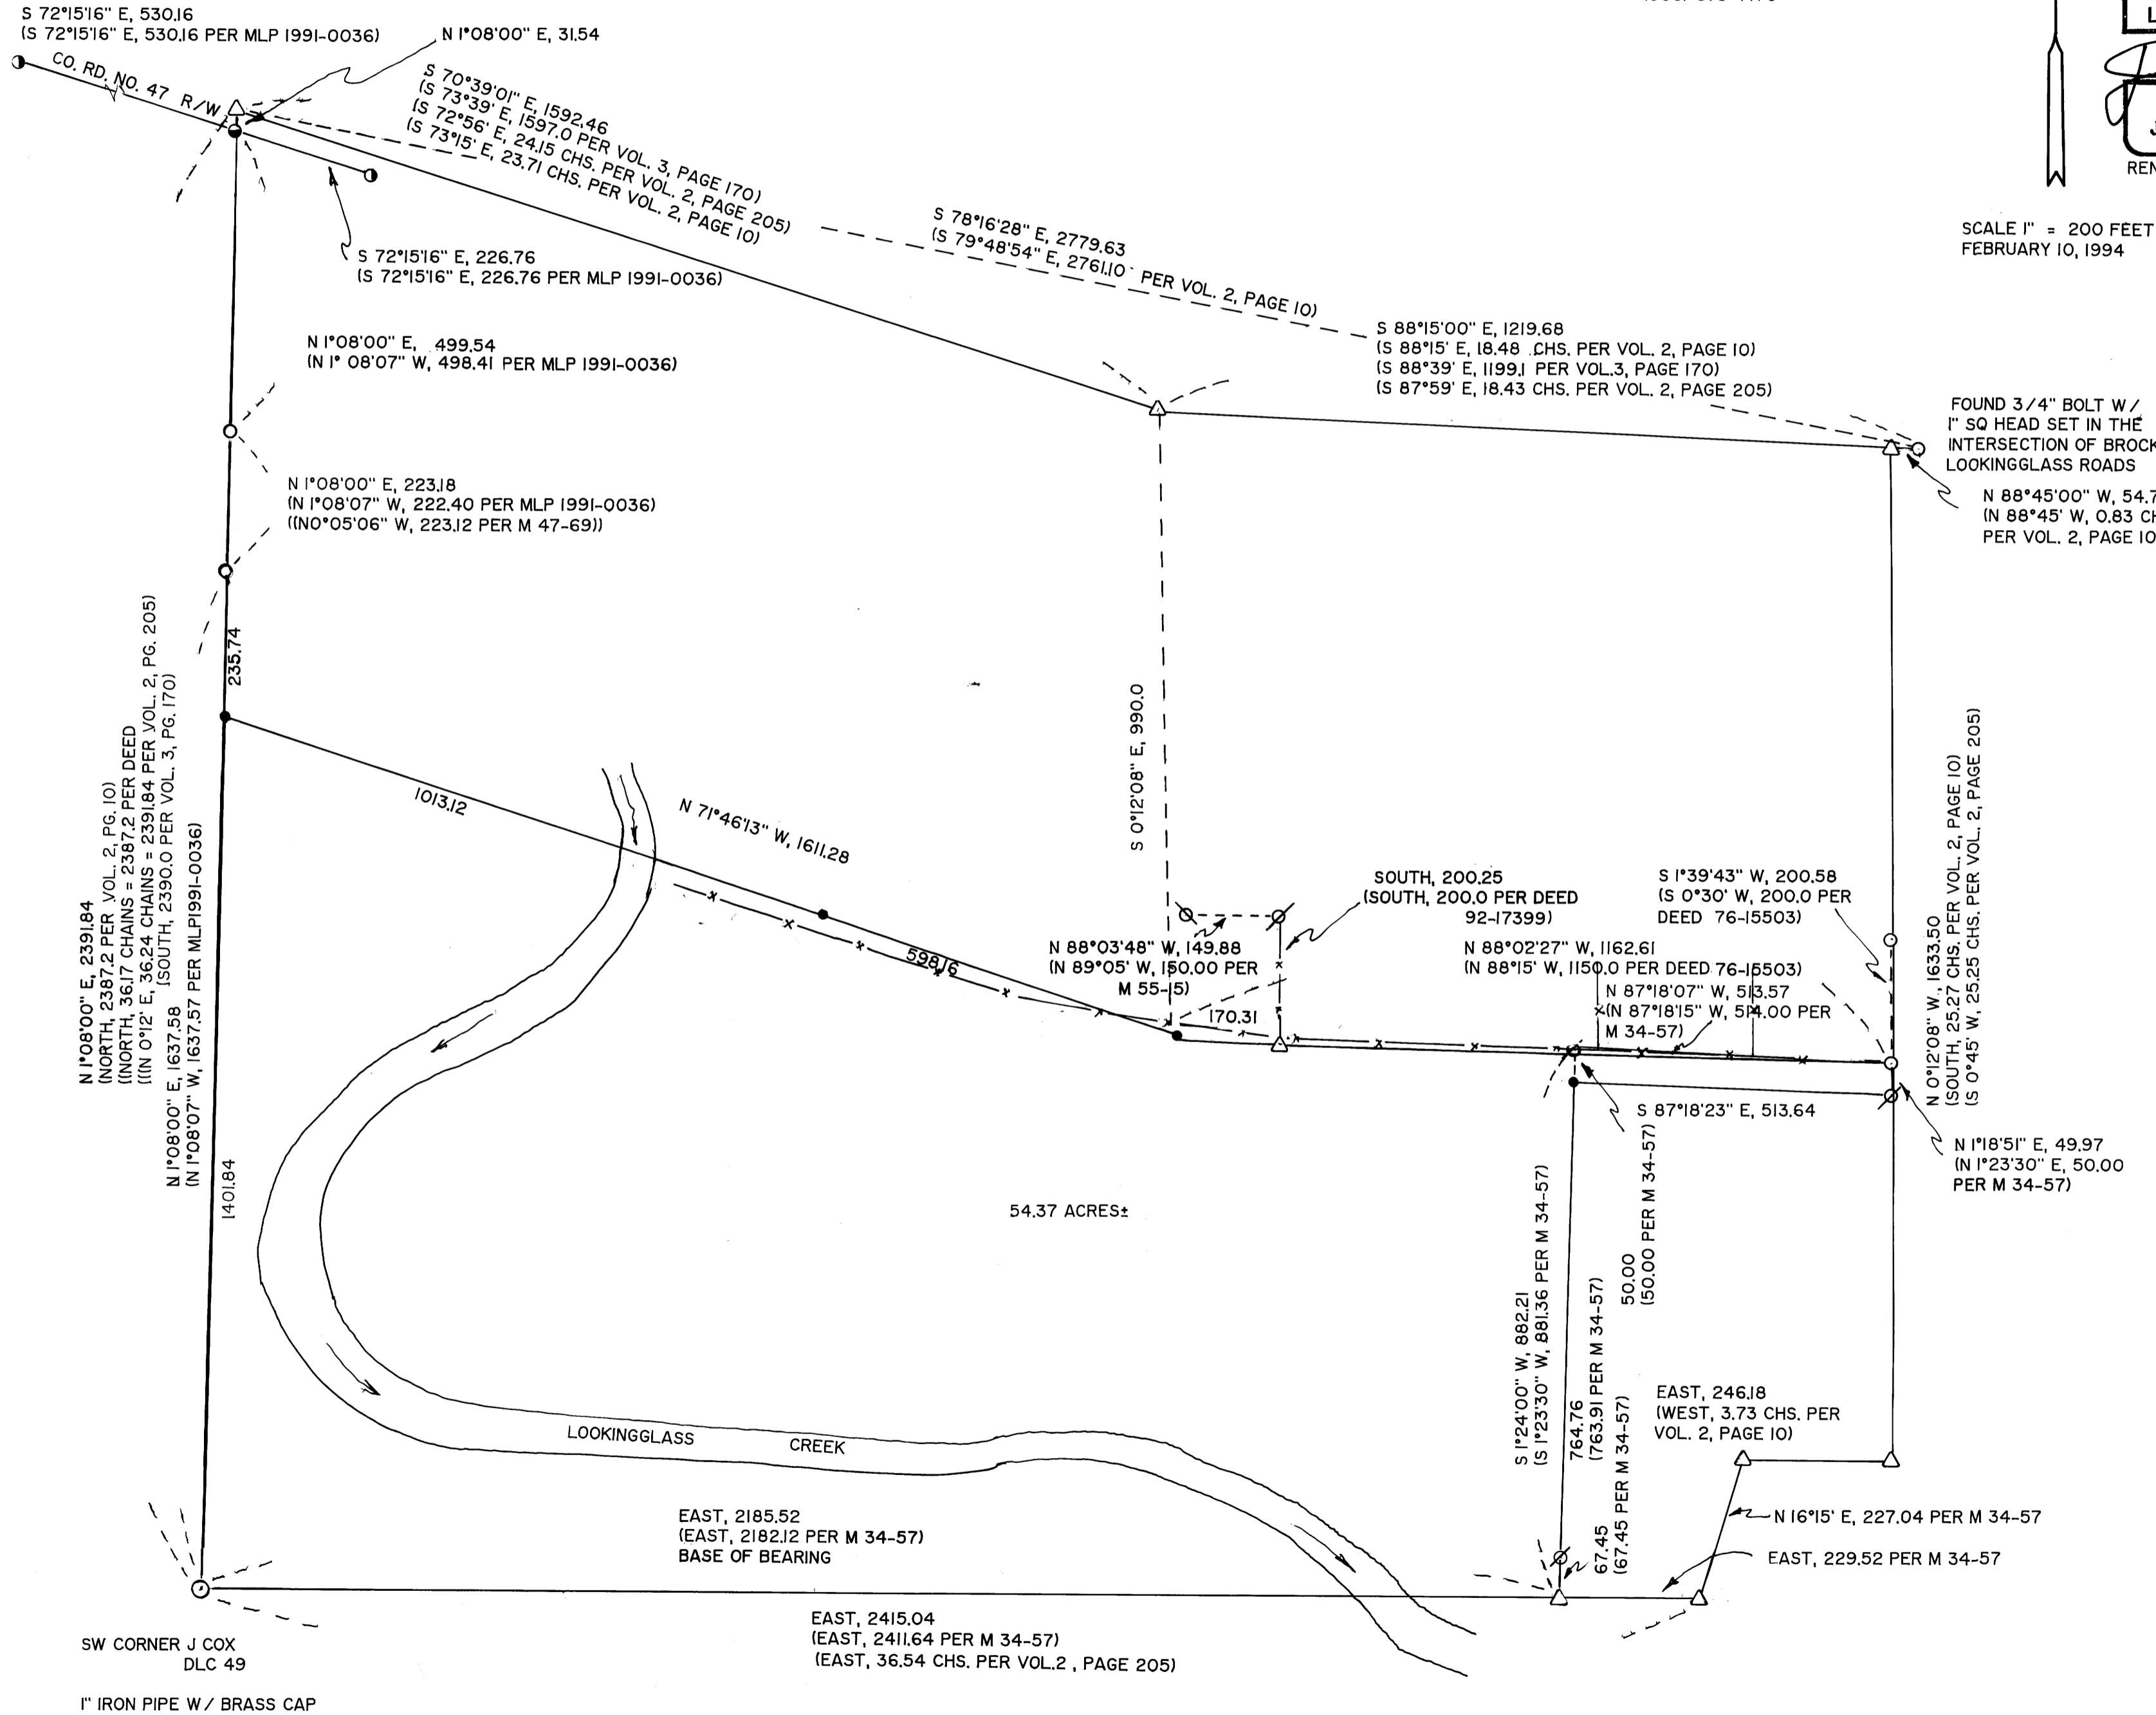 S 72°15'16" E, 530.16
(S 72°15'16" E, 530.16 PER MLP 1991-0036)
N 1°08'00" E, 31.54
CO. RD. NO. 47 R/W
S 70°39'01" E, 1592.46
(S 73°39' E, 1597.0 PER VOL. 3, PAGE 170)
(S 72°56' E, 24.15 CHS. PER VOL. 2, PAGE 205)
(S 73°15' E, 23.71 CHS. PER VOL. 2, PAGE 10)
S 72°15'16" E, 226.76
(S 72°15'16" E, 226.76 PER MLP 1991-0036)
S 78°16'28" E, 2779.63
(S 79°48'54" E, 2761.10 PER VOL. 2, PAGE 10)
SCALE 1" = 200 FEET
FEBRUARY 10, 1994
N 1°08'00" E, 499.54
(N 1° 08'07" W, 498.41 PER MLP 1991-0036)
S 88°15'00" E, 1219.68
(S 88°15' E, 18.48 CHS. PER VOL. 2, PAGE 10)
(S 88°39' E, 1199.1 PER VOL.3, PAGE 170)
(S 87°59' E, 18.43 CHS. PER VOL. 2, PAGE 205)
FOUND 3/4" BOLT W/
1" SQ HEAD SET IN THE
INTERSECTION OF BROCK
LOOKINGGLASS ROADS
N 88°45'00" W, 54.7
(N 88°45' W, 0.83 CH
PER VOL. 2, PAGE 10
N 1°08'00" E, 223.18
(N 1°08'07" W, 222.40 PER MLP 1991-0036)
((N0°05'06" W, 223.12 PER M 47-69))
235.74
N 1°08'00" E, 2391.84
(NORTH, 2387.2 PER VOL. 2, PG. 10)
((NORTH, 36.17 CHAINS = 2387.2 PER DEED
(((N 0°12' E, 36.24 CHAINS = 2391.84 PER VOL. 2, PG. 205)
(SOUTH, 2390.0 PER VOL. 3, PG. 170)
N 1°08'00" E, 1637.58
(N 1°08'07" W, 1637.57 PER MLP1991-0036)
1401.84
1013.12
N 71°46'13" W, 1611.28
598.16
S 0°12'08" E, 990.0
SOUTH, 200.25
(SOUTH, 200.0 PER DEED
92-17399)
S 1°39'43" W, 200.58
(S 0°30' W, 200.0 PER
DEED 76-15503)
N 88°03'48" W, 149.88
(N 89°05' W, 150.00 PER
M 55-15)
170.31
N 88°02'27" W, 1162.61
(N 88°15' W, 1150.0 PER DEED 76-15503)
N 87°18'07" W, 513.57
(N 87°18'15" W, 514.00 PER
M 34-57)
N 0°12'08" W, 1633.50
(SOUTH, 25.27 CHS. PER VOL. 2, PAGE 10)
(S 0°45' W, 25.25 CHS. PER VOL. 2, PAGE 205)
S 87°18'23" E, 513.64
N 1°18'51" E, 49.97
(N 1°23'30" E, 50.00
PER M 34-57)
50.00
(50.00 PER M 34-57)
54.37 ACRES±
S 1°24'00" W, 882.21
(S 1°23'30" W, 881.36 PER M 34-57)
764.76
(763.91 PER M 34-57)
67.45
(67.45 PER M 34-57)
EAST, 246.18
(WEST, 3.73 CHS. PER
VOL. 2, PAGE 10)
LOOKINGGLASS CREEK
N 16°15' E, 227.04 PER M 34-57
EAST, 229.52 PER M 34-57
EAST, 2185.52
(EAST, 2182.12 PER M 34-57)
BASE OF BEARING
EAST, 2415.04
(EAST, 2411.64 PER M 34-57)
(EAST, 36.54 CHS. PER VOL.2 , PAGE 205)
SW CORNER J COX
DLC 49
1" IRON PIPE W/ BRASS CAP